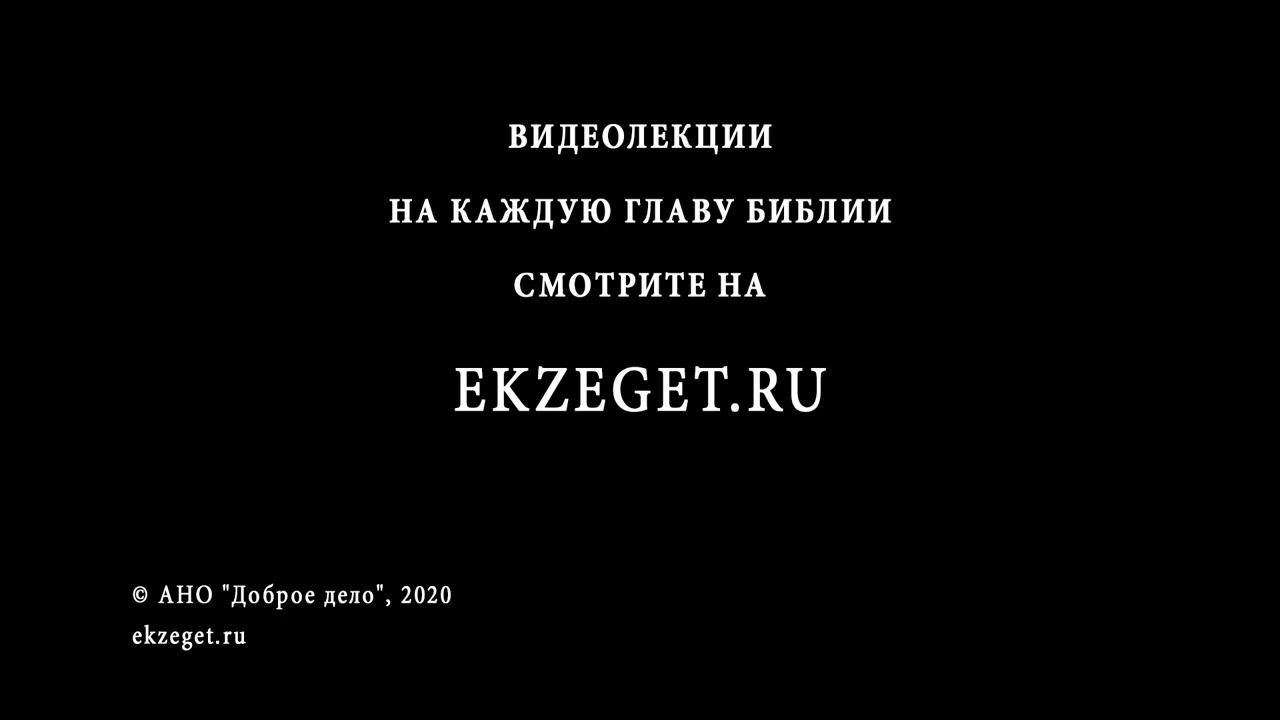 ВИДЕОЛЕКЦИИ
НА КАЖДУЮ ГЛАВУ БИБЛИИ
СМОТРИТЕ НА
EKZEGET.RU
© АНО "Доброе дело", 2020
ekzeget.ru